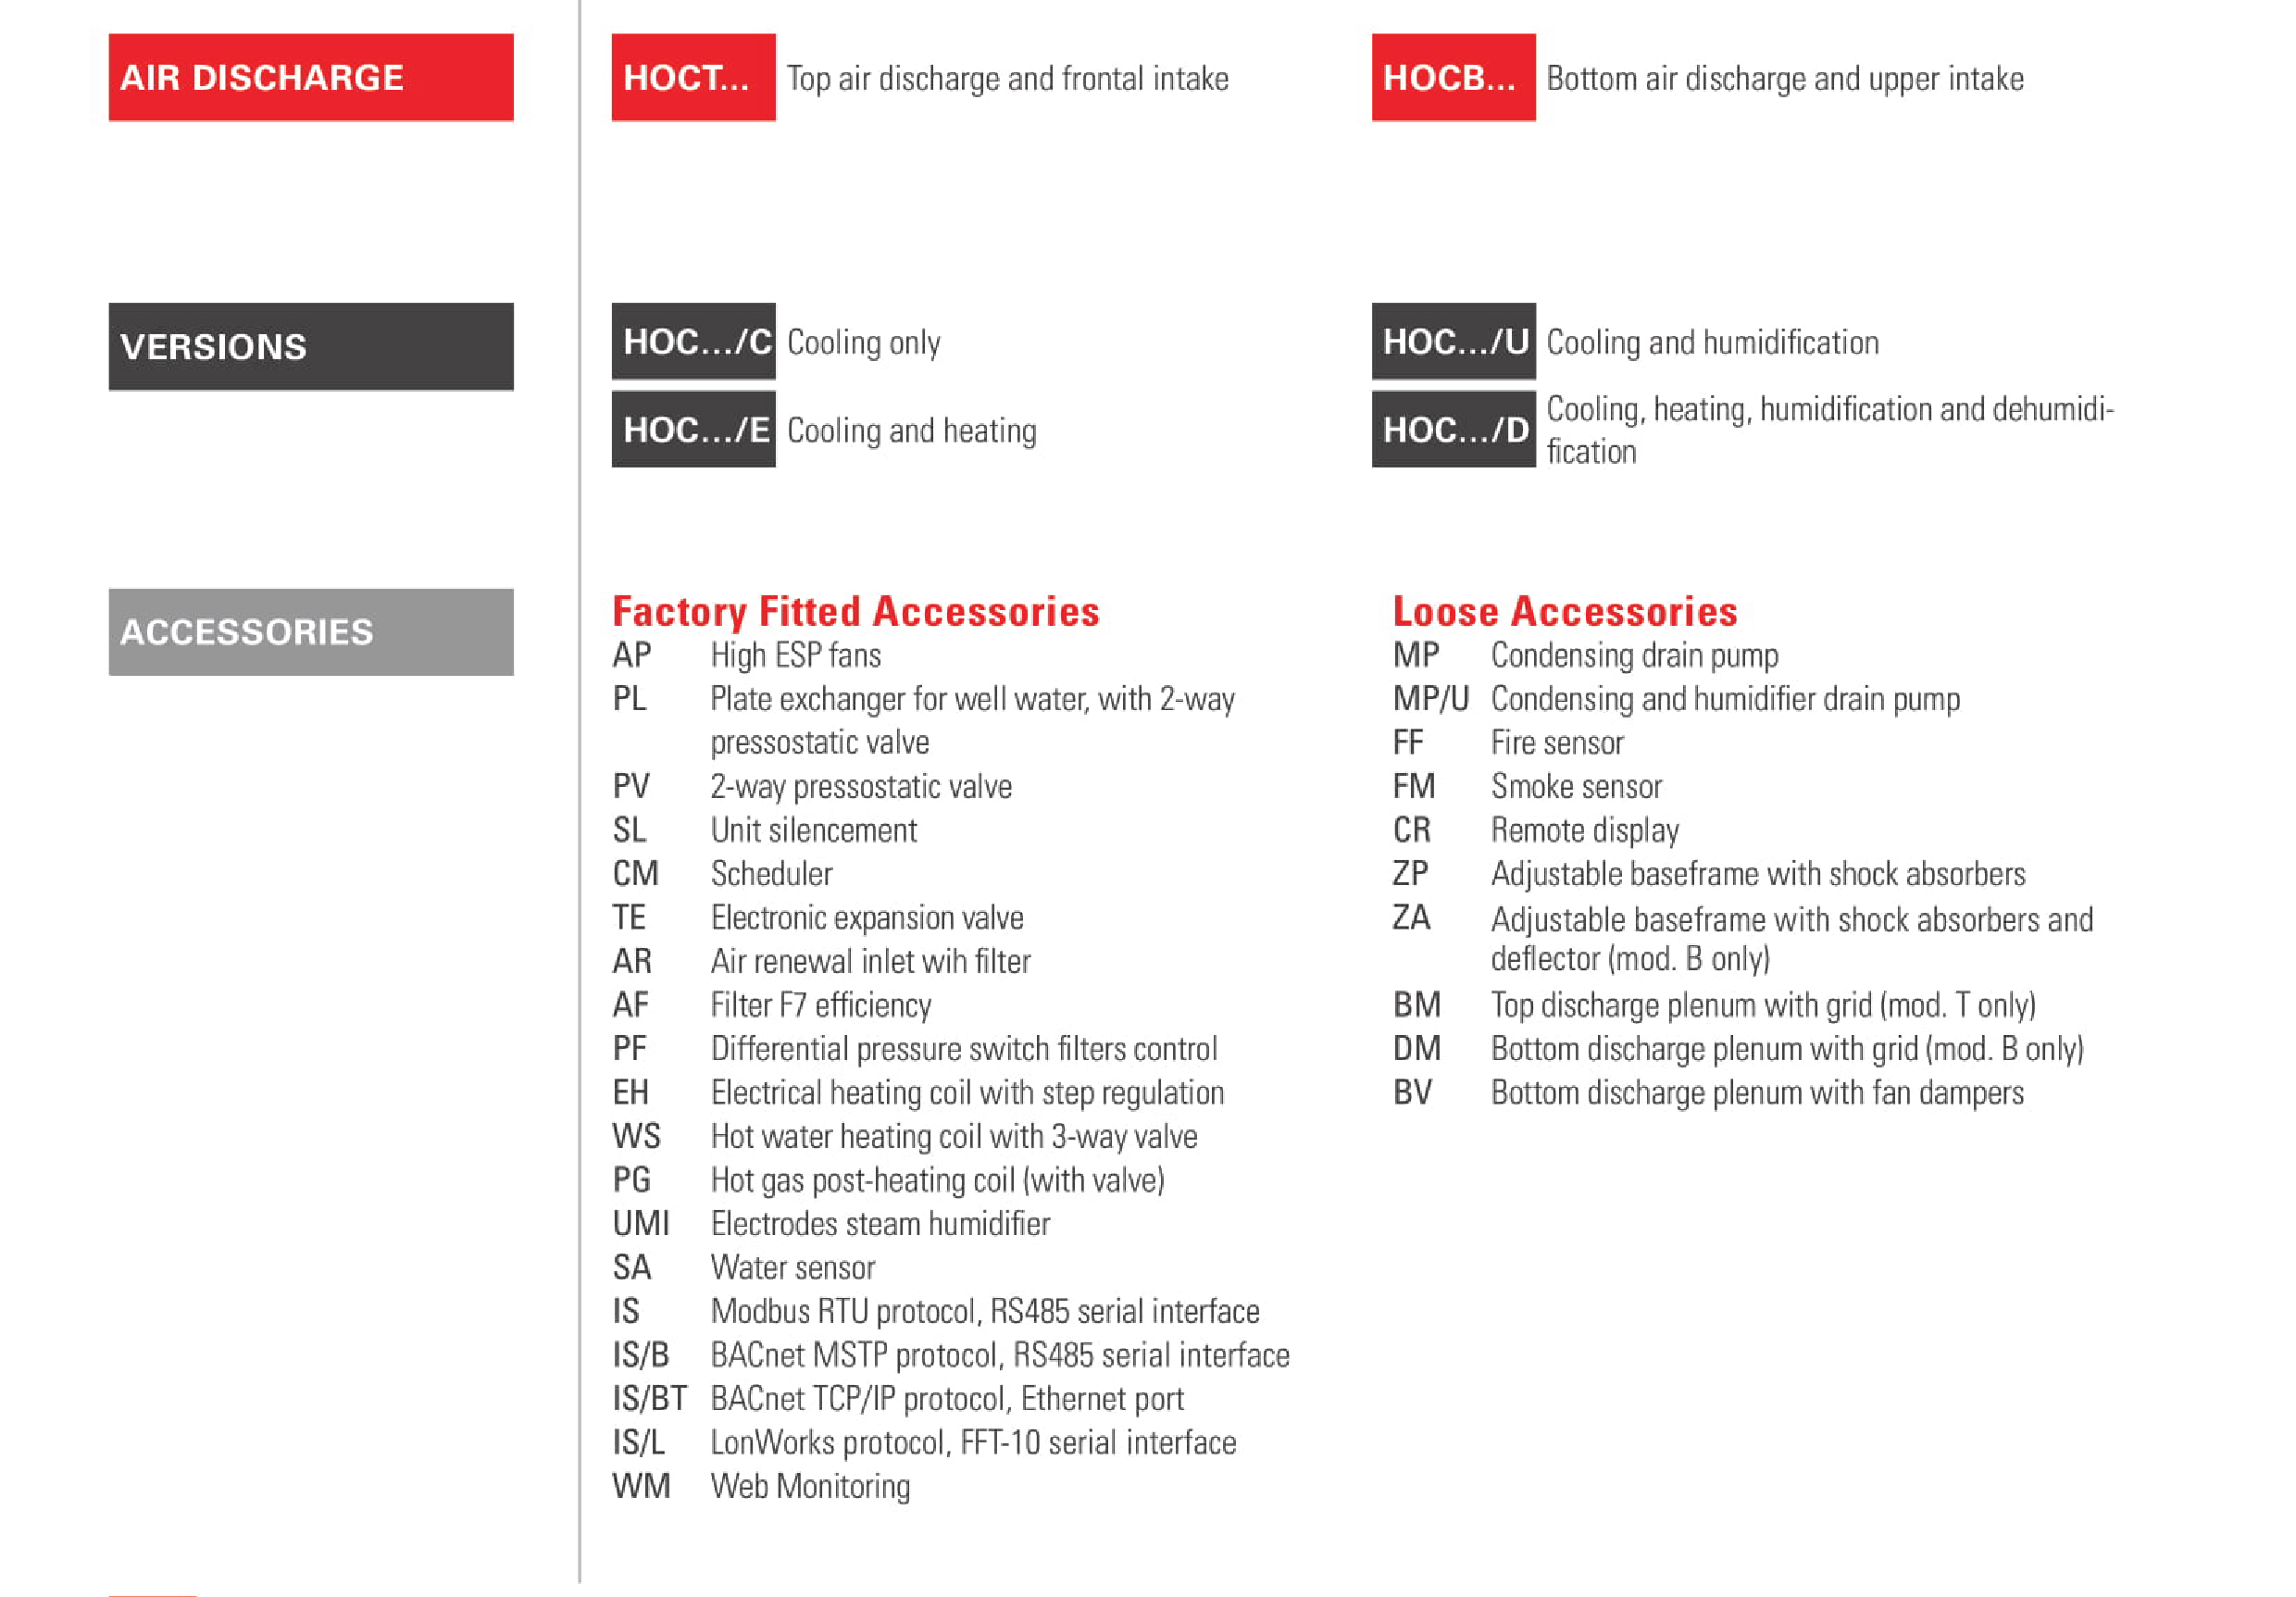 AIR DISCHARGE
HOCT... Top air discharge and frontal intake
HOCB... Bottom air discharge and upper intake
VERSIONS
HOC.../C Cooling only
HOC.../U Cooling and humidification
HOC.../E Cooling and heating
HOC.../D Cooling, heating, humidification and dehumidi-
fication
ACCESSORIES
Factory Fitted Accessories
AP High ESP fans
PL Plate exchanger for well water, with 2-way
pressostatic valve
PV 2-way pressostatic valve
SL Unit silencement
CM Scheduler
TE Electronic expansion valve
AR Air renewal inlet wih filter
AF Filter F7 efficiency
PF Differential pressure switch filters control
EH Electrical heating coil with step regulation
WS Hot water heating coil with 3-way valve
PG Hot gas post-heating coil (with valve)
UMI Electrodes steam humidifier
SA Water sensor
IS Modbus RTU protocol, RS485 serial interface
IS/B BACnet MSTP protocol, RS485 serial interface
IS/BT BACnet TCP/IP protocol, Ethernet port
IS/L LonWorks protocol, FFT-10 serial interface
WM Web Monitoring
Loose Accessories
MP Condensing drain pump
MP/U Condensing and humidifier drain pump
FF Fire sensor
FM Smoke sensor
CR Remote display
ZP Adjustable baseframe with shock absorbers
ZA Adjustable baseframe with shock absorbers and
deflector (mod. B only)
BM Top discharge plenum with grid (mod. T only)
DM Bottom discharge plenum with grid (mod. B only)
BV Bottom discharge plenum with fan dampers